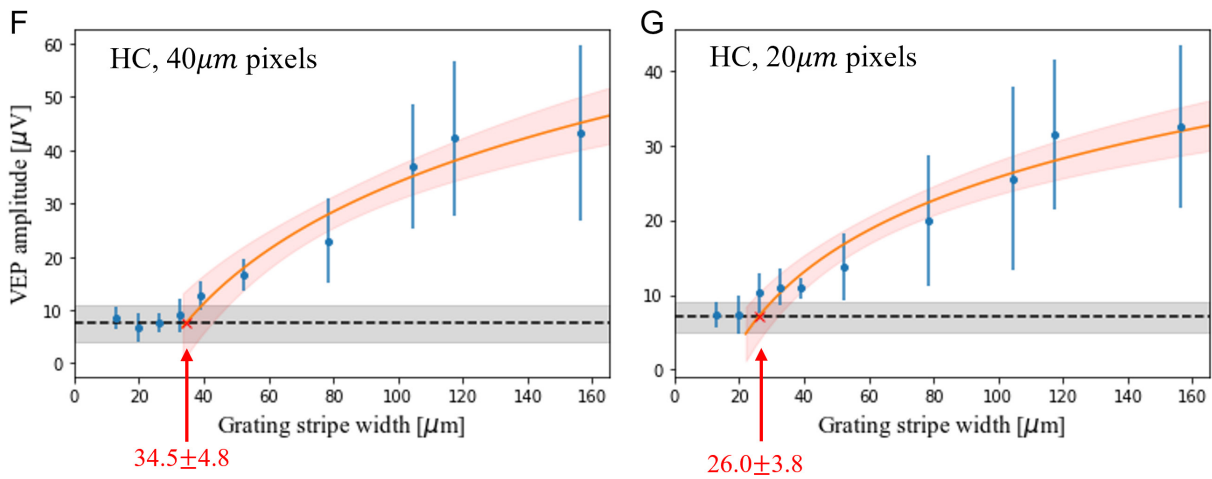 F
HC, 40μm pixels
VEP amplitude [μV]
60
50
40
30
20
10
0
0 20 40 60 80 100 120 140 160
Grating stripe width [μm]
34.5±4.8
G
HC, 20μm pixels
40
30
20
10
0
0 20 40 60 80 100 120 140 160
Grating stripe width [μm]
26.0±3.8